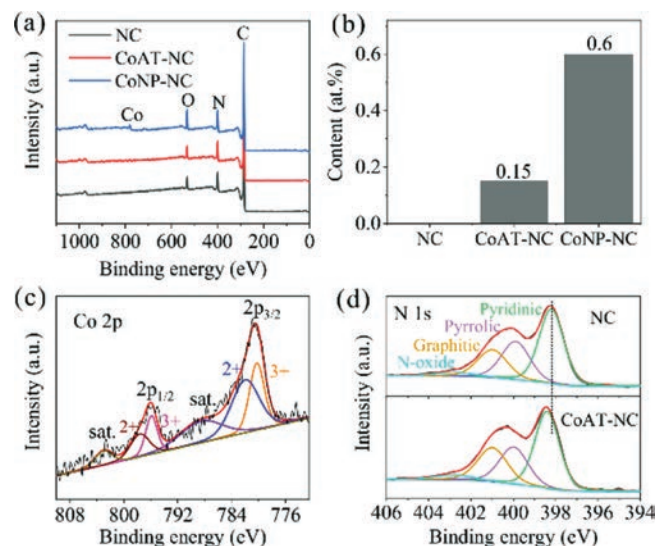 (a)
NC
CoAT-NC
CoNP-NC
C
Co
O
N
Intensity (a.u.)
1000 800 600 400 200 0
Binding energy (eV)
(b)
0.6
0.15
Content (at.%)
0.6
0.4
0.2
0.0
NC CoAT-NC CoNP-NC
(c)
Co 2p
2p3/2
2p1/2
sat.
2+
3+
sat.
2+
3+
Intensity (a.u.)
808 800 792 784 776
Binding energy (eV)
(d)
N 1s
Pyridinic
NC
Pyrrolic
Graphitic
N-oxide
CoAT-NC
Intensity (a.u.)
406 404 402 400 398 396 394
Binding energy (eV)